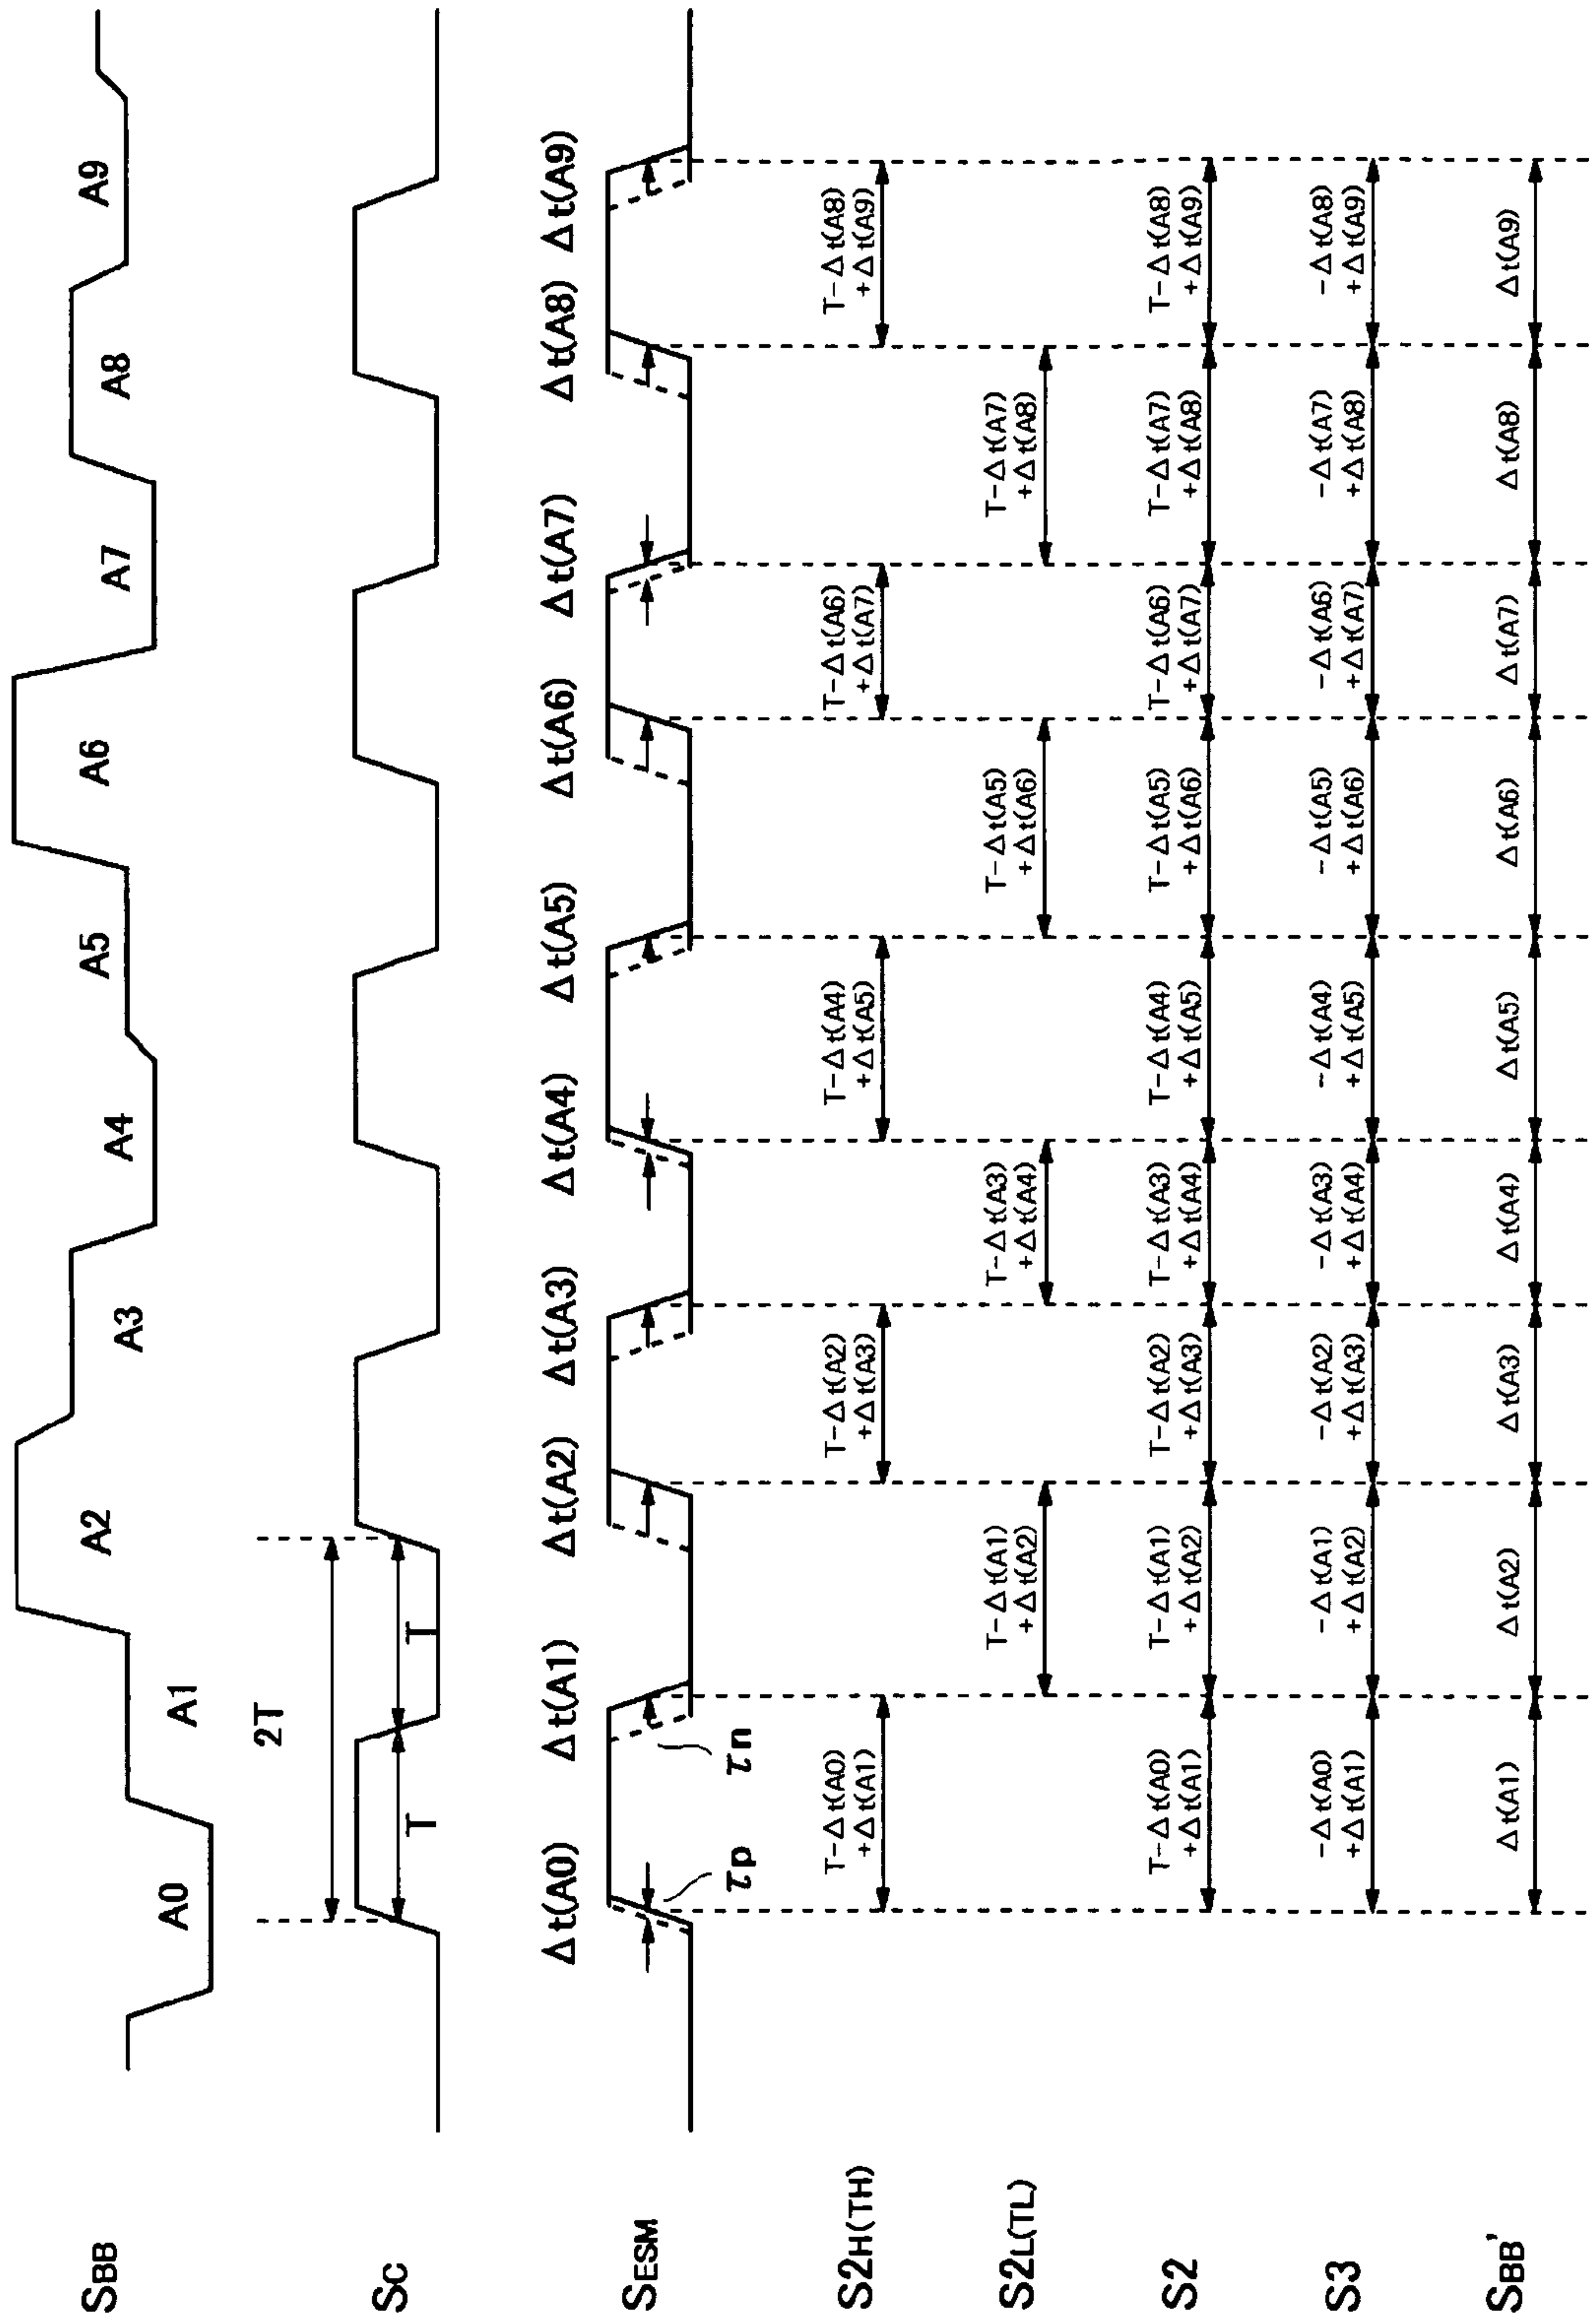 SBB
A0
A1
A2
A3
A4
A5
A6
A7
A8
A9
SC
2T
T
T
SESM
Δt(A0)
Δt(A1)
Δt(A2)
Δt(A3)
Δt(A4)
Δt(A5)
Δt(A6)
Δt(A7)
Δt(A8)
Δt(A9)
τp
τn
S2H(TH)
T-Δt(A0)
+Δt(A1)
T-Δt(A2)
+Δt(A3)
T-Δt(A4)
+Δt(A5)
T-Δt(A6)
+Δt(A7)
T-Δt(A8)
+Δt(A9)
S2L(TL)
T-Δt(A1)
+Δt(A2)
T-Δt(A3)
+Δt(A4)
T-Δt(A5)
+Δt(A6)
T-Δt(A7)
+Δt(A8)
S2
T-Δt(A0)
+Δt(A1)
T-Δt(A1)
+Δt(A2)
T-Δt(A2)
+Δt(A3)
T-Δt(A3)
+Δt(A4)
T-Δt(A4)
+Δt(A5)
T-Δt(A5)
+Δt(A6)
T-Δt(A6)
+Δt(A7)
T-Δt(A7)
+Δt(A8)
T-Δt(A8)
+Δt(A9)
S3
-Δt(A0)
+Δt(A1)
-Δt(A1)
+Δt(A2)
-Δt(A2)
+Δt(A3)
-Δt(A3)
+Δt(A4)
-Δt(A4)
+Δt(A5)
-Δt(A5)
+Δt(A6)
-Δt(A6)
+Δt(A7)
-Δt(A7)
+Δt(A8)
-Δt(A8)
+Δt(A9)
SBB'
Δt(A1)
Δt(A2)
Δt(A3)
Δt(A4)
Δt(A5)
Δt(A6)
Δt(A7)
Δt(A8)
Δt(A9)